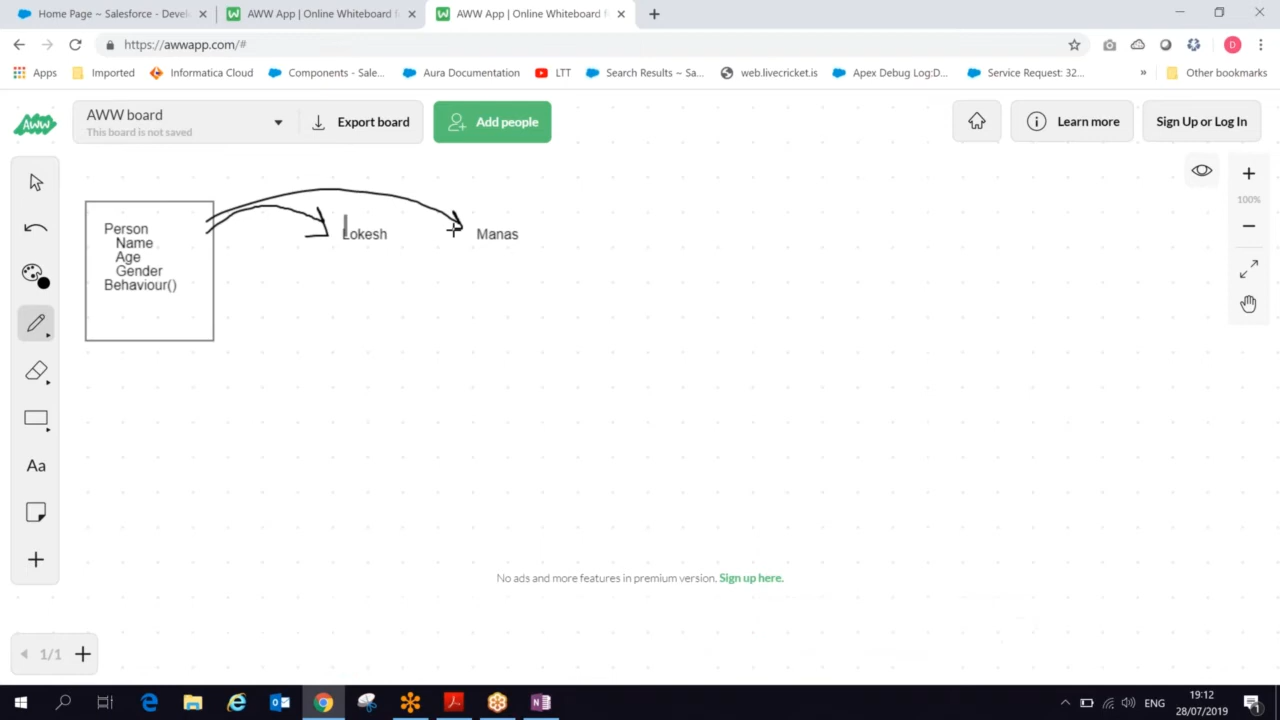 Home Page ~ Salesforce - Devel
AWW App | Online Whiteboard f
AWW App | Online Whiteboard f
https://awwapp.com/#
Apps
Imported
Informatica Cloud
Components - Sale...
Aura Documentation
LTT
Search Results ~ Sa...
web.livecricket.is
Apex Debug Log:D...
Service Request: 32...
»
Other bookmarks
AWW
AWW board
This board is not saved
Export board
Add people
Learn more
Sign Up or Log In
100%
Person
Name
Age
Gender
Behaviour()
Lokesh
Manas
Aa
No ads and more features in premium version. Sign up here.
1/1
ENG
19:12
28/07/2019